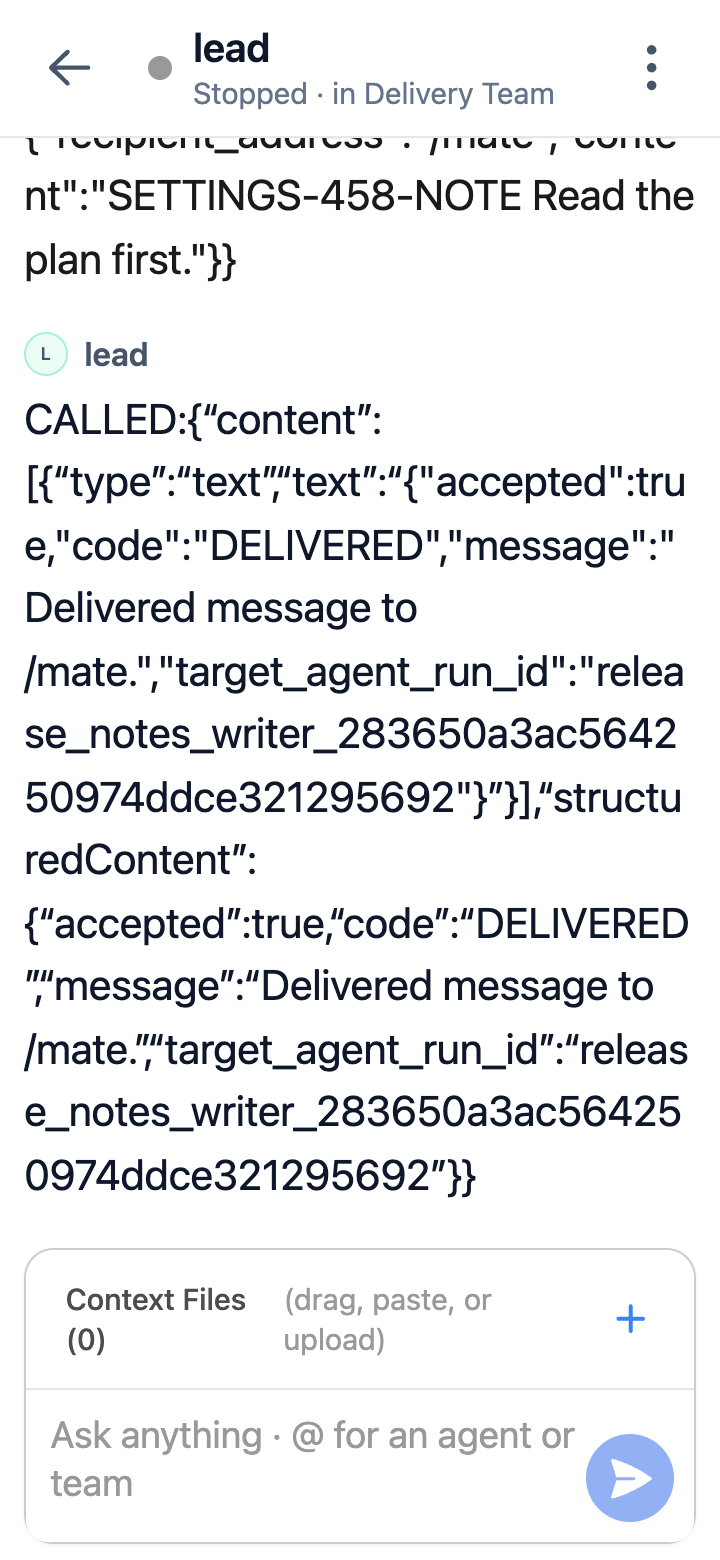 lead
Stopped · in Delivery Team
{"recipient_address":"/mate","conte
nt":"SETTINGS-458-NOTE Read the
plan first."}}
L lead
CALLED:{“content”:
[{“type”:“text”,“text”:“{"accepted":tru
e,"code":"DELIVERED","message":"
Delivered message to
/mate.","target_agent_run_id":"relea
se_notes_writer_283650a3ac5642
50974ddce321295692"}”}],“structu
redContent”:
{“accepted”:true,“code”:“DELIVERED
”,“message”:“Delivered message to
/mate.”,“target_agent_run_id”:“releas
e_notes_writer_283650a3ac56425
0974ddce321295692”}}
Context Files (drag, paste, or
(0) upload)
Ask anything · @ for an agent or
team